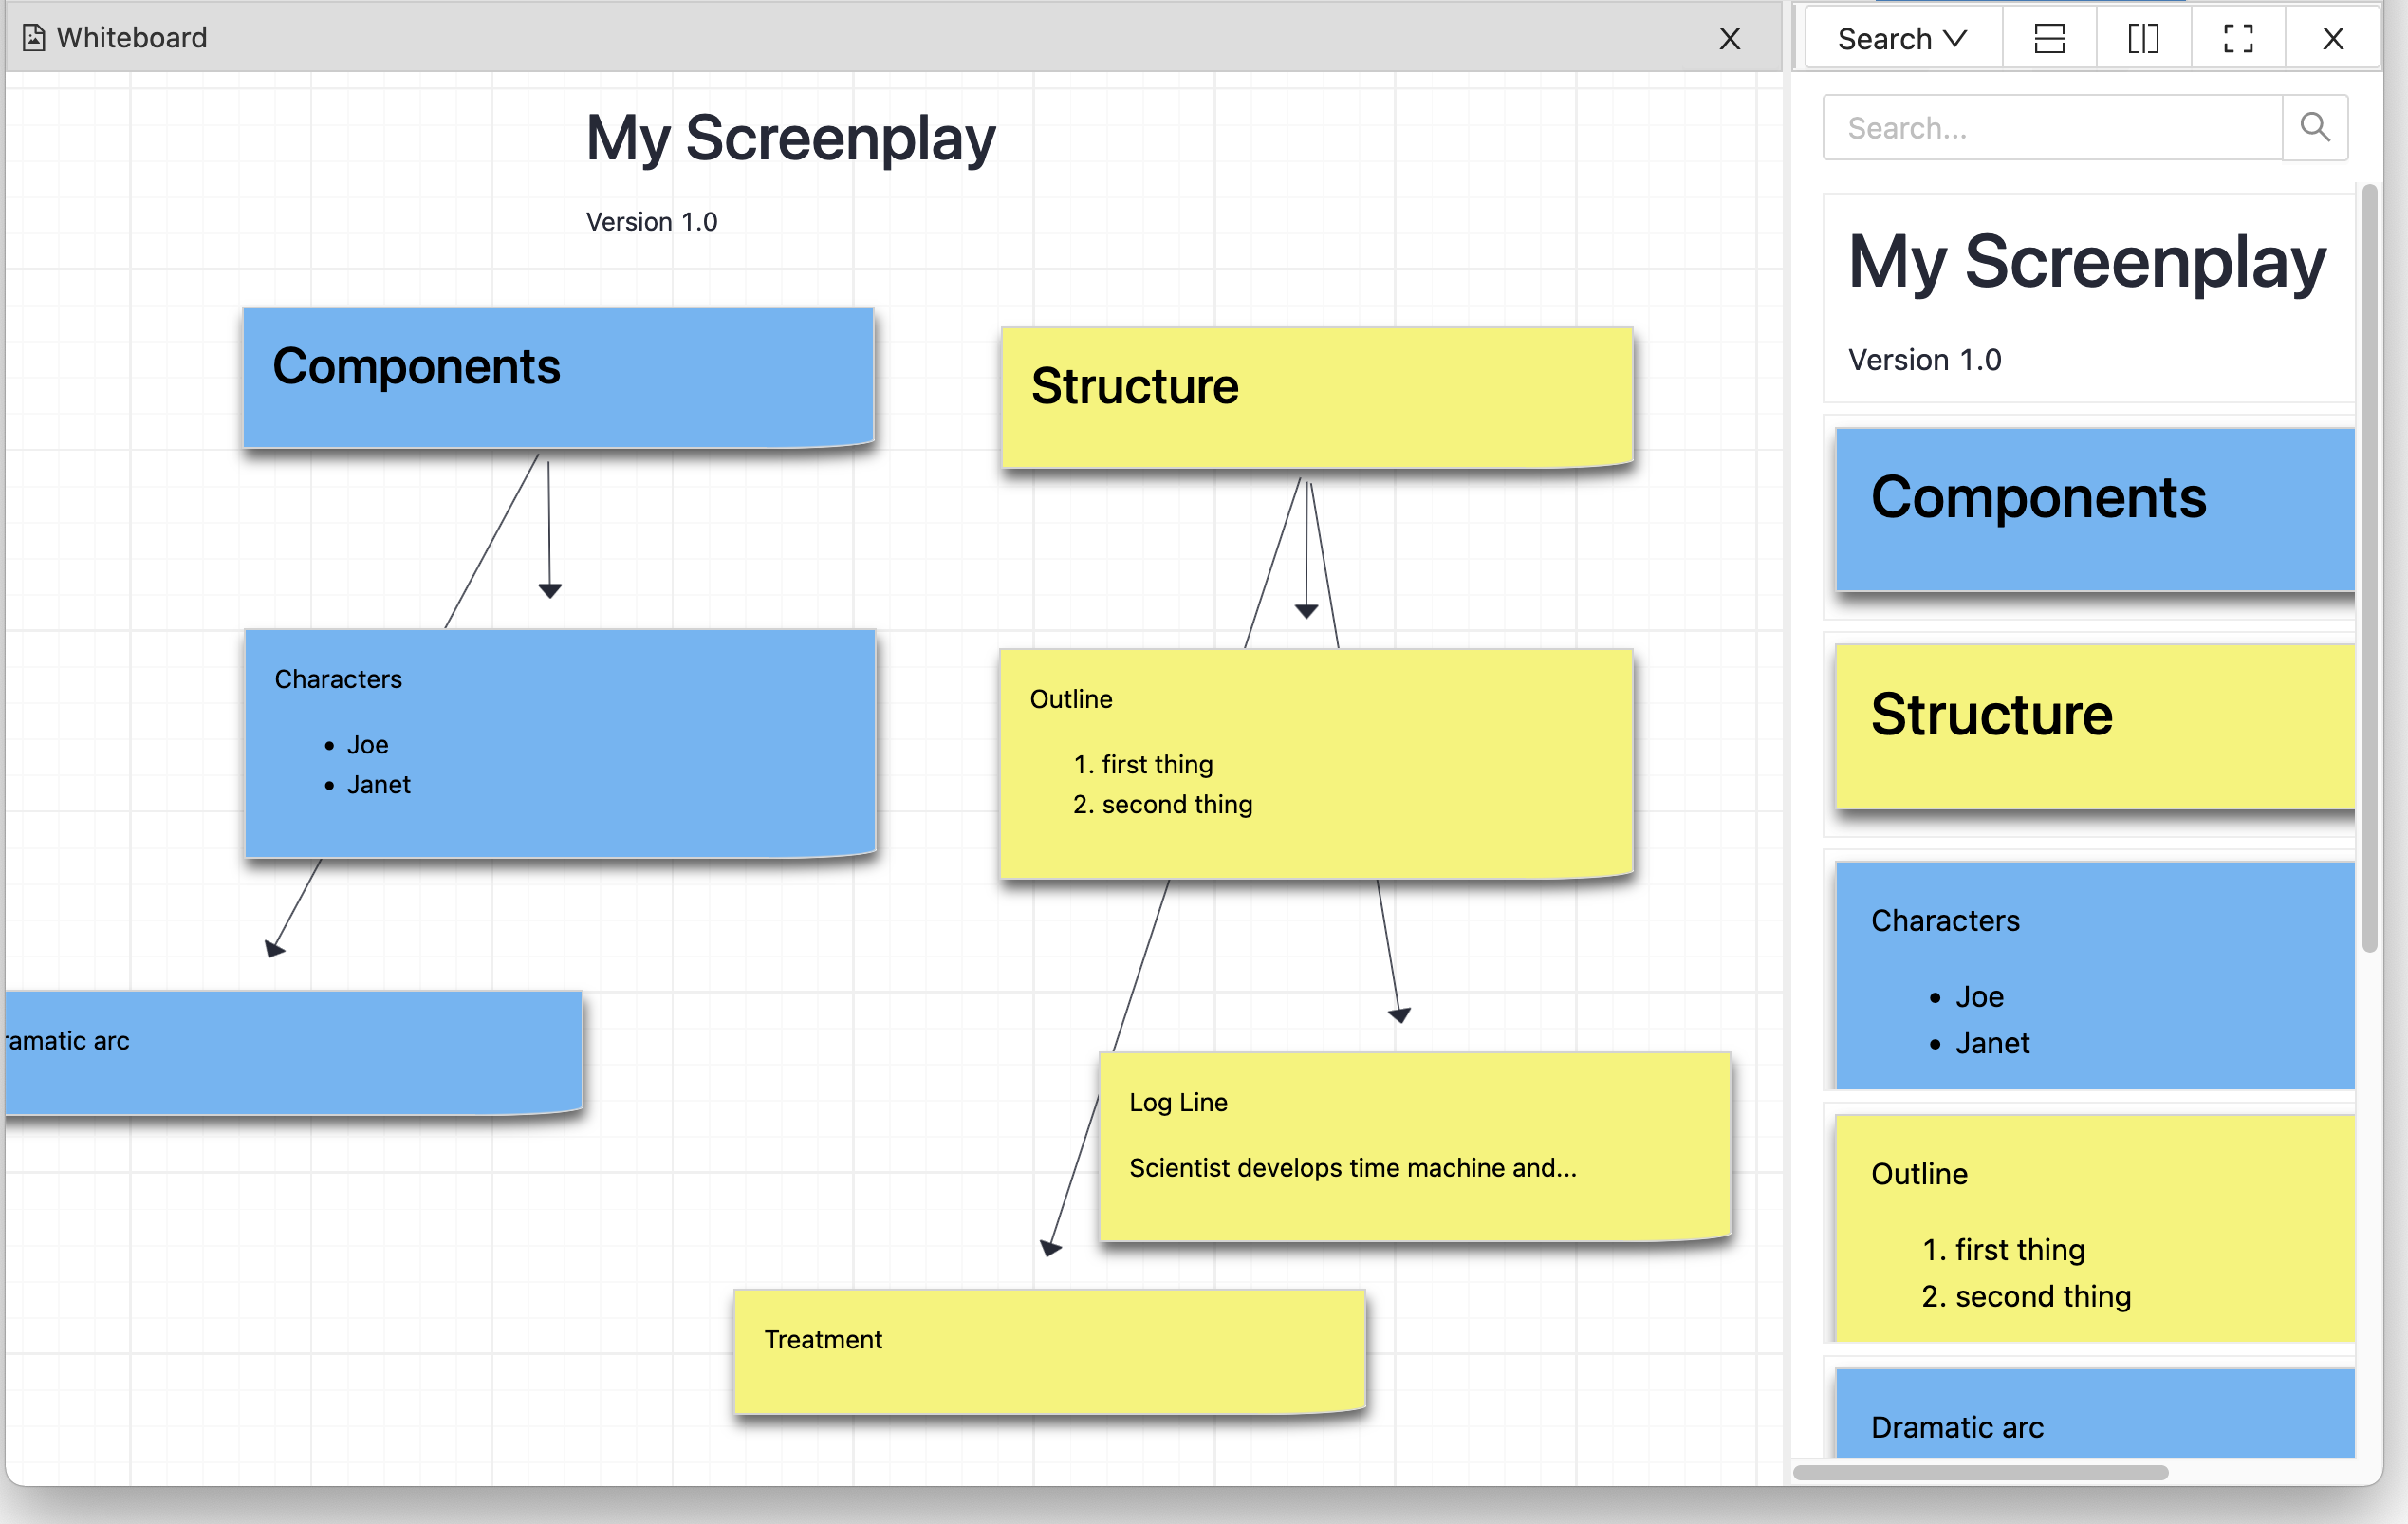 Whiteboard
X
My Screenplay
Version 1.0
Components
Structure
Characters
• Joe
• Janet
Outline
1. first thing
2. second thing
ramatic arc
Log Line
Scientist develops time machine and...
Treatment
Search
X
Search...
My Screenplay
Version 1.0
Components
Structure
Characters
• Joe
• Janet
Outline
1. first thing
2. second thing
Dramatic arc